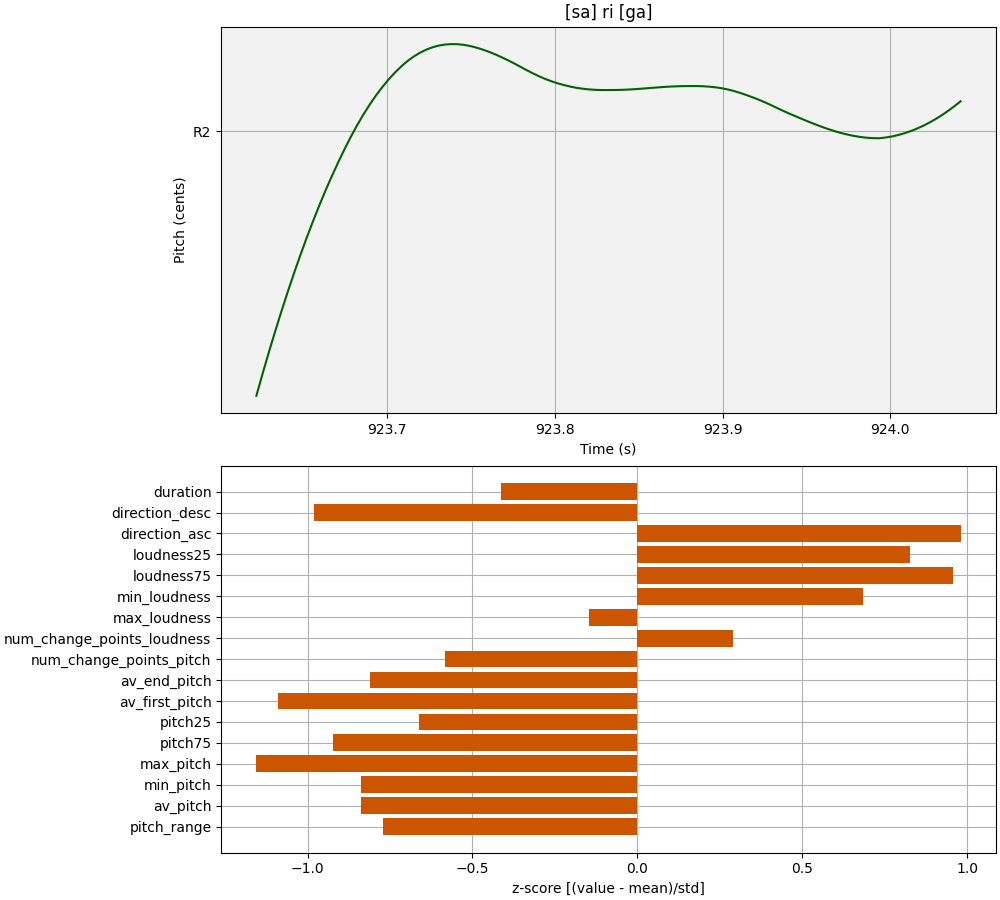 [sa] ri [ga]
R2
Pitch (cents)
923.7 923.8 923.9 924.0
Time (s)
duration
direction_desc
direction_asc
loudness25
loudness75
min_loudness
max_loudness
num_change_points_loudness
num_change_points_pitch
av_end_pitch
av_first_pitch
pitch25
pitch75
max_pitch
min_pitch
av_pitch
pitch_range
−1.0 −0.5 0.0 0.5 1.0
z-score [(value - mean)/std]